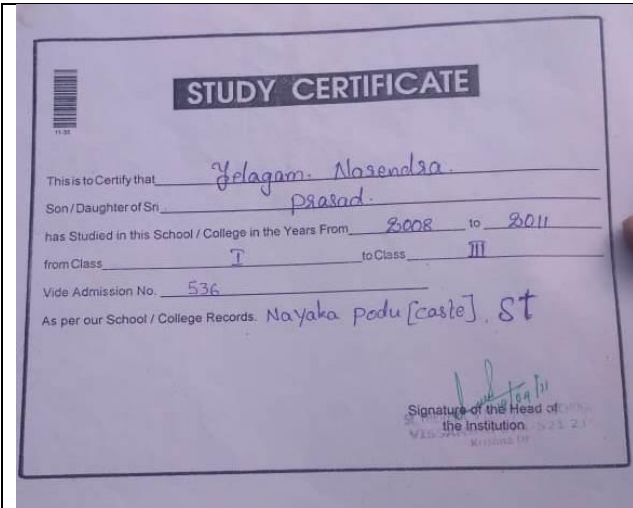 STUDY CERTIFICATE
This is to Certify that Yelagam. Nasendsa.
Son / Daughter of Sri Psasad.
has Studied in this School / College in the Years From 2008 to 2011
from Class I to Class III
Vide Admission No. 536
As per our School / College Records. Nayaka podu [caste]. St
Signature of the Head of
the Institution